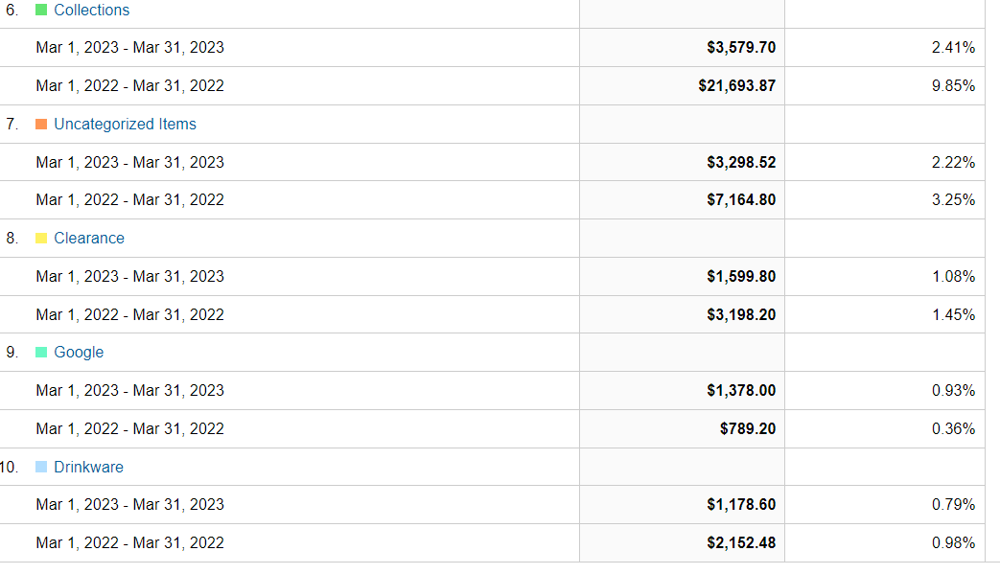 6. Collections
Mar 1, 2023 - Mar 31, 2023 $3,579.70 2.41%
Mar 1, 2022 - Mar 31, 2022 $21,693.87 9.85%
7. Uncategorized Items
Mar 1, 2023 - Mar 31, 2023 $3,298.52 2.22%
Mar 1, 2022 - Mar 31, 2022 $7,164.80 3.25%
8. Clearance
Mar 1, 2023 - Mar 31, 2023 $1,599.80 1.08%
Mar 1, 2022 - Mar 31, 2022 $3,198.20 1.45%
9. Google
Mar 1, 2023 - Mar 31, 2023 $1,378.00 0.93%
Mar 1, 2022 - Mar 31, 2022 $789.20 0.36%
10. Drinkware
Mar 1, 2023 - Mar 31, 2023 $1,178.60 0.79%
Mar 1, 2022 - Mar 31, 2022 $2,152.48 0.98%